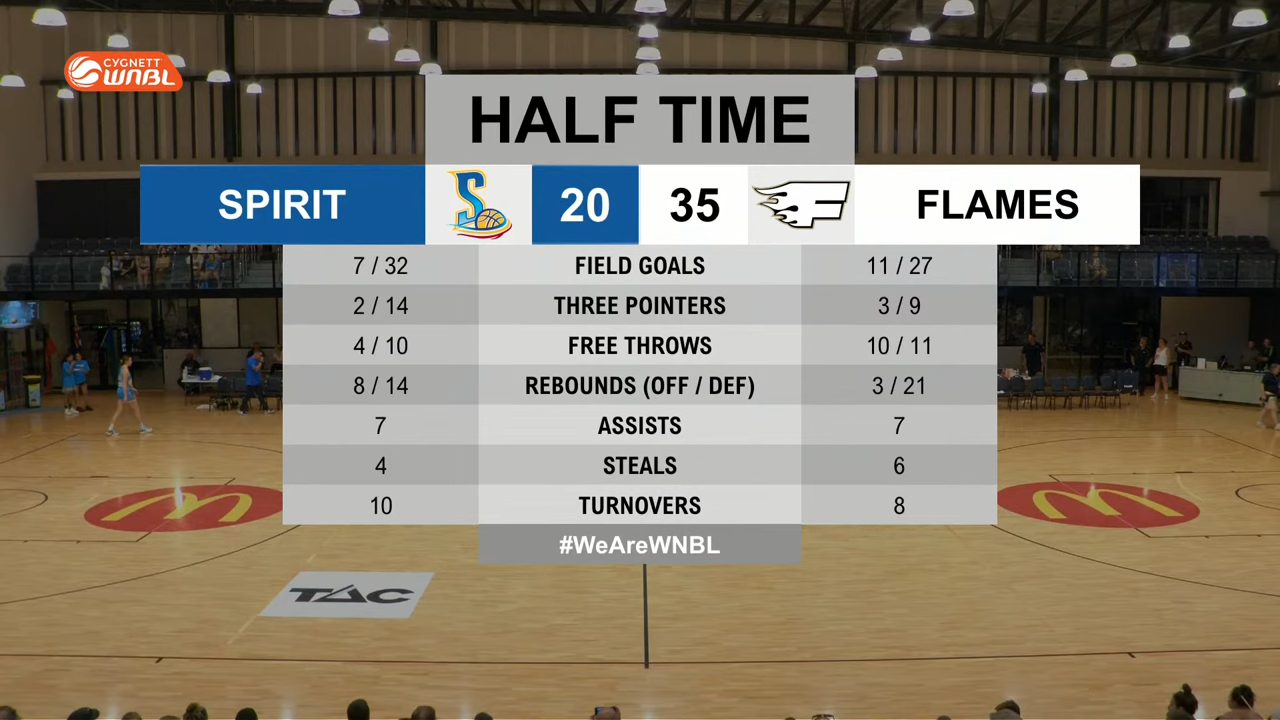 CYGNETT
WNBL
HALF TIME
SPIRIT S 20 35 F FLAMES
7 / 32 FIELD GOALS 11 / 27
2 / 14 THREE POINTERS 3 / 9
4 / 10 FREE THROWS 10 / 11
8 / 14 REBOUNDS (OFF / DEF) 3 / 21
7 ASSISTS 7
4 STEALS 6
10 TURNOVERS 8
#WeAreWNBL
TAC